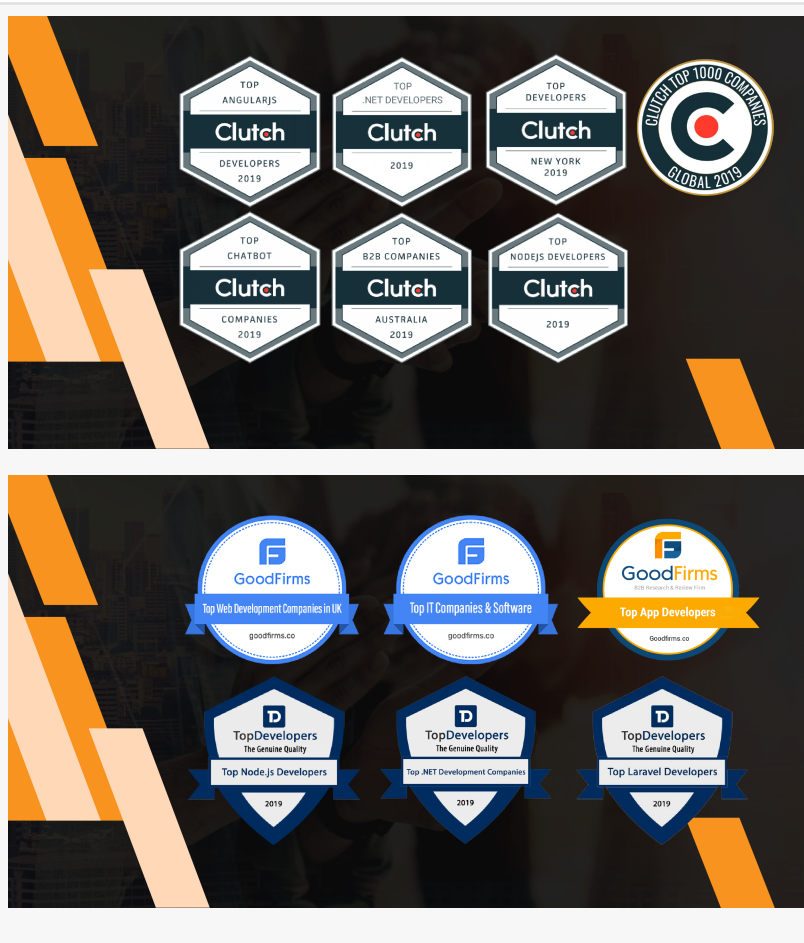 TOP
ANGULARJS
Clutch
DEVELOPERS
2019
TOP
.NET DEVELOPERS
Clutch
2019
TOP
DEVELOPERS
Clutch
NEW YORK
2019
CLUTCH TOP 1000 COMPANIES
GLOBAL 2019
TOP
CHATBOT
Clutch
COMPANIES
2019
TOP
B2B COMPANIES
Clutch
AUSTRALIA
2019
TOP
NODEJS DEVELOPERS
Clutch
2019
GoodFirms
Top Web Development Companies in UK
goodfirms.co
GoodFirms
Top IT Companies & Software
goodfirms.co
GoodFirms
B2B Research & Review Firm
Top App Developers
Goodfirms.co
TD
TopDevelopers
The Genuine Quality
Top Node.js Developers
2019
TD
TopDevelopers
The Genuine Quality
Top .NET Development Companies
2019
TD
TopDevelopers
The Genuine Quality
Top Laravel Developers
2019